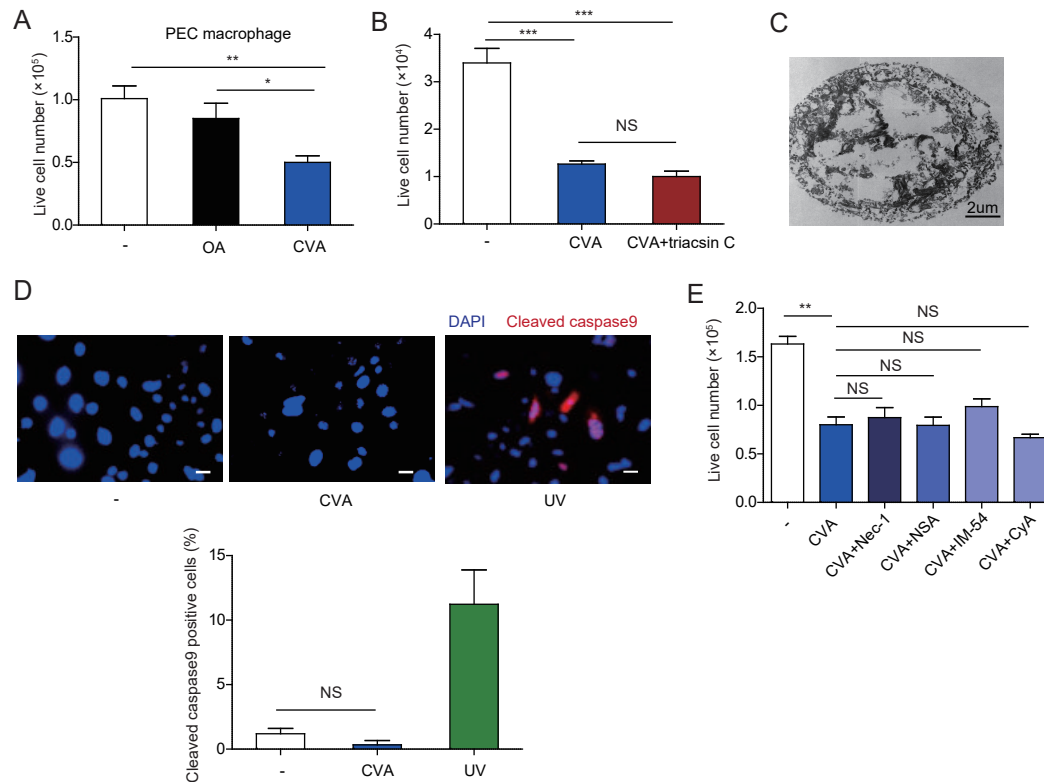 A
PEC macrophage
Live cell number (×10⁵)
1.5
1.0
0.5
0.0
**
*
-
OA
CVA
B
Live cell number (×10⁴)
4
3
2
1
0
***
***
NS
-
CVA
CVA+triacsin C
C
2um
D
DAPI Cleaved caspase9
-
CVA
UV
Cleaved caspase9 positive cells (%)
15
10
5
0
NS
-
CVA
UV
E
Live cell number (×10⁵)
2.0
1.5
1.0
0.5
0.0
**
NS
NS
NS
NS
-
CVA
CVA+Nec-1
CVA+NSA
CVA+IM-54
CVA+CyA